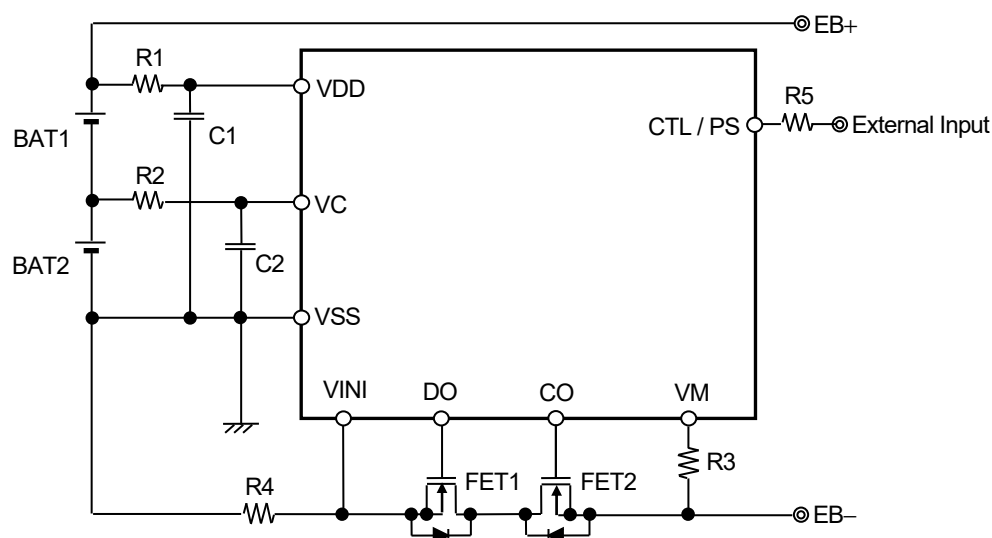 EB+
R1
VDD
R5
BAT1
C1
CTL / PS
External Input
R2
VC
BAT2
C2
VSS
VINI
DO
CO
VM
R3
R4
FET1
FET2
EB−